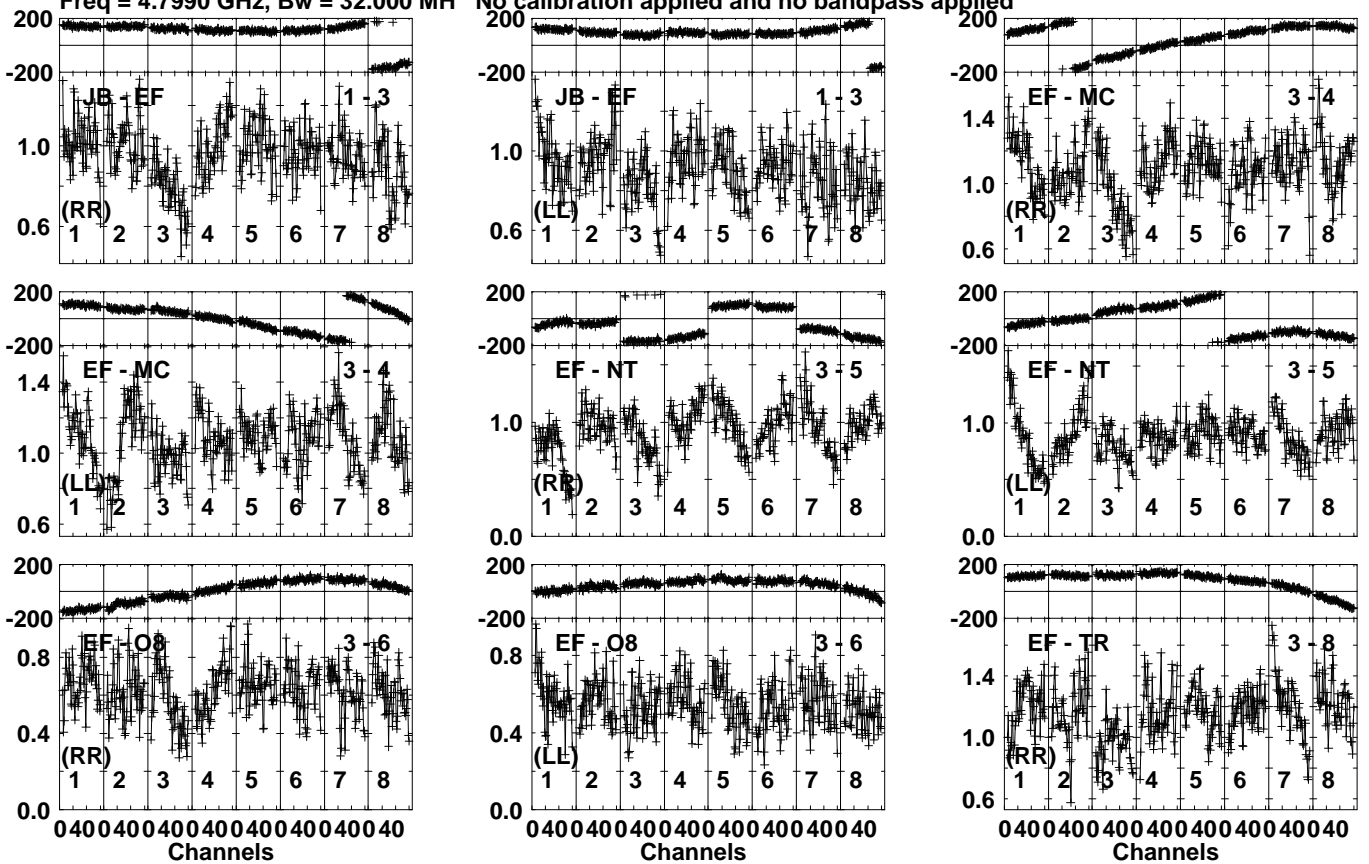 Freq = 4.7990 GHz, Bw = 32.000 MH No calibration applied and no bandpass applied
200 200 200
-200 -200 -200
JB - EF 1 - 3 JB - EF 1 - 3 EF - MC 3 - 4
1.4
1.0 1.0 1.0
(RR) (LL) (RR)
0.6 0.6 0.6
1 2 3 4 5 6 7 8 1 2 3 4 5 6 7 8 1 2 3 4 5 6 7 8
200 200 200
-200 -200 -200
EF - MC 3 - 4 EF - NT 3 - 5 EF - NT 3 - 5
1.4
1.0 1.0 1.0
(LL) (RR) (LL)
1 2 3 4 5 6 7 8 1 2 3 4 5 6 7 8 1 2 3 4 5 6 7 8
0.6 0.0 0.0
200 200 200
-200 -200 -200
EF - O8 3 - 6 EF - O8 3 - 6 EF - TR 3 - 8
0.8 0.8 1.4
0.4 0.4 1.0
(RR) (LL) (RR)
1 2 3 4 5 6 7 8 1 2 3 4 5 6 7 8 1 2 3 4 5 6 7 8
0.0 0.0 0.6
0 40 0 40 0 40 0 40 0 40 0 40 0 40 0 40 0 40 0 40 0 40 0 40 0 40 0 40 0 40 0 40 0 40 0 40 0 40 0 40 0 40 0 40 0 40 0 40
Channels Channels Channels